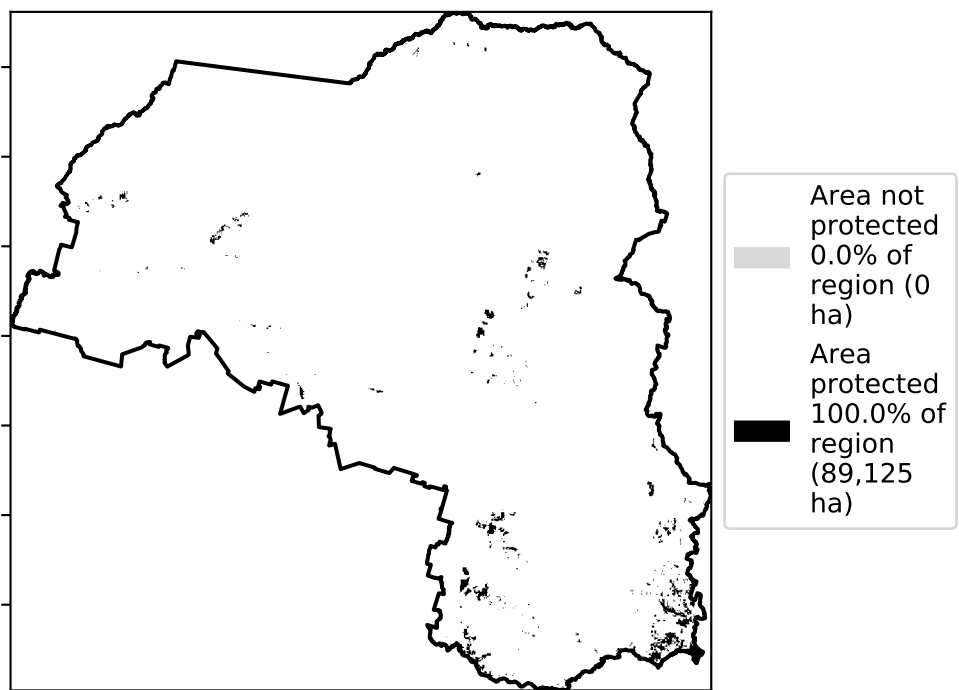 Area not
protected
0.0% of
region (0
ha)
Area
protected
100.0% of
region
(89,125
ha)